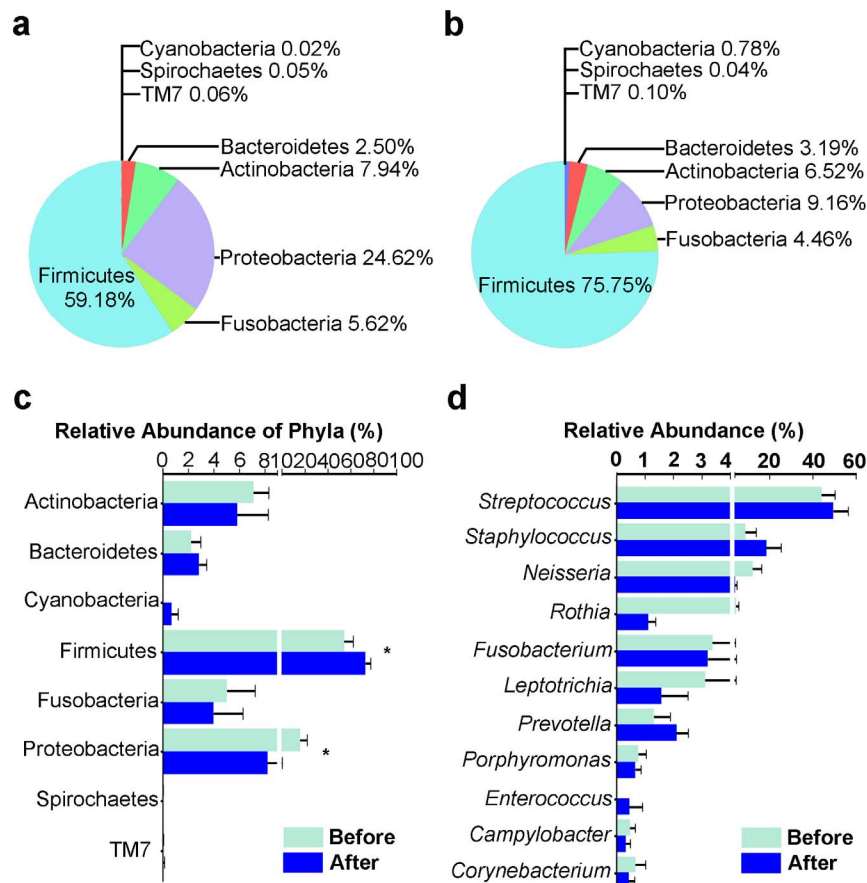 a
Cyanobacteria 0.02%
Spirochaetes 0.05%
TM7 0.06%
Bacteroidetes 2.50%
Actinobacteria 7.94%
Proteobacteria 24.62%
Firmicutes
59.18%
Fusobacteria 5.62%
b
Cyanobacteria 0.78%
Spirochaetes 0.04%
TM7 0.10%
Bacteroidetes 3.19%
Actinobacteria 6.52%
Proteobacteria 9.16%
Fusobacteria 4.46%
Firmicutes 75.75%
c
Relative Abundance of Phyla (%)
0 2 4 6 8 10 20 40 60 80 100
Actinobacteria
Bacteroidetes
Cyanobacteria
Firmicutes *
Fusobacteria
Proteobacteria *
Spirochaetes
TM7
Before
After
d
Relative Abundance (%)
0 1 2 3 4 20 40 60
Streptococcus
Staphylococcus
Neisseria
Rothia
Fusobacterium
Leptotrichia
Prevotella
Porphyromonas
Enterococcus
Campylobacter
Corynebacterium
Before
After